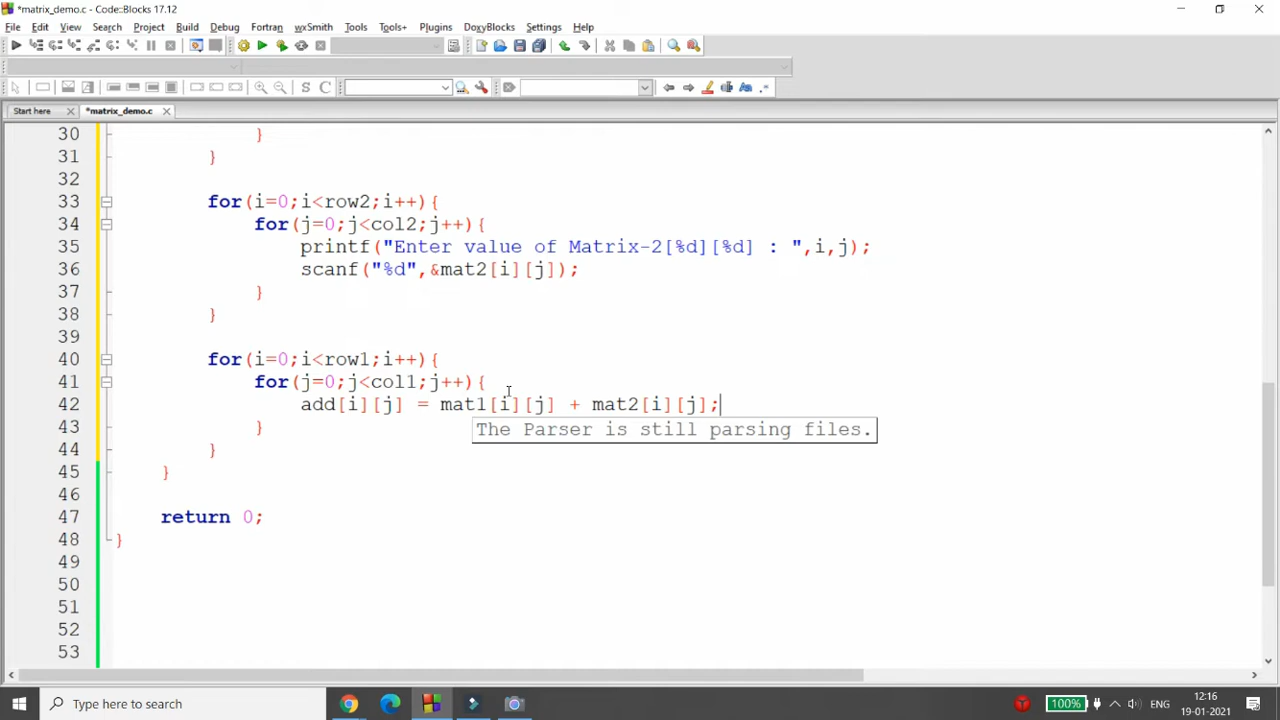 *matrix_demo.c - Code::Blocks 17.12
File Edit View Search Project Build Debug Fortran wxSmith Tools Tools+ Plugins DoxyBlocks Settings Help
S C
Start here *matrix_demo.c
30 }
31 }
32
33 for(i=0;i<row2;i++){
34 for(j=0;j<col2;j++){
35 printf("Enter value of Matrix-2[%d][%d] : ",i,j);
36 scanf("%d",&mat2[i][j]);
37 }
38 }
39
40 for(i=0;i<row1;i++){
41 for(j=0;j<col1;j++){
42 add[i][j] = mat1[i][j] + mat2[i][j];
The Parser is still parsing files.
43 }
44 }
45 }
46
47 return 0;
48 }
49
50
51
52
53
Type here to search
100%
ENG
12:16
19-01-2021